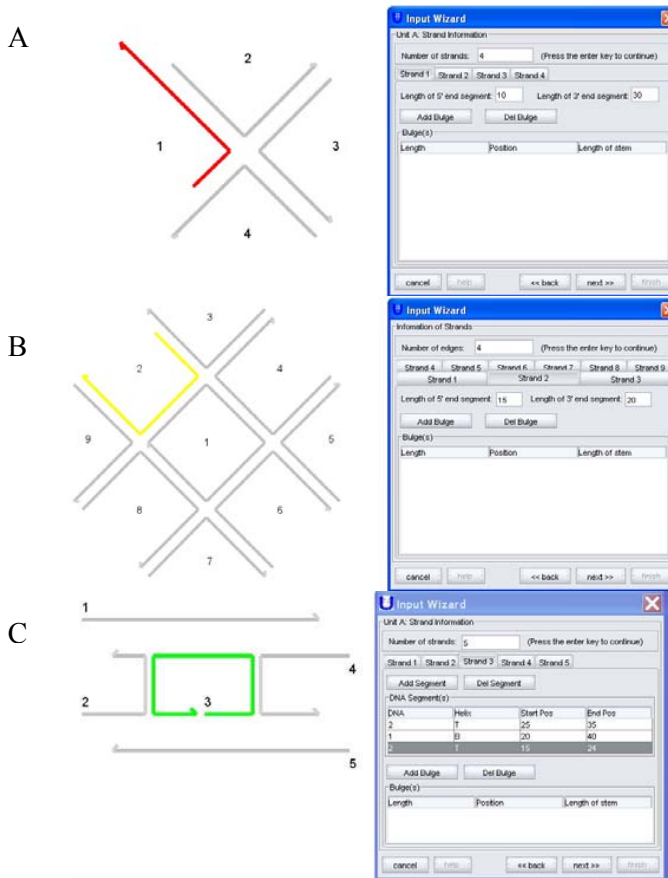 A
1
2
3
4
Input Wizard
Unit A: Strand Information
Number of strands: 4 (Press the enter key to continue)
Strand 1 Strand 2 Strand 3 Strand 4
Length of 5' end segment: 10 Length of 3' end segment: 30
Add Bulge Del Bulge
Bulge(s)
Length Position Length of stem
cancel help << back next >> finish
B
3
2
4
9
1
5
8
6
7
Input Wizard
Infomation of Strands
Number of edges: 4 (Press the enter key to continue)
Strand 4 Strand 5 Strand 6 Strand 7 Strand 8 Strand 9
Strand 1 Strand 2 Strand 3
Length of 5' end segment: 15 Length of 3' end segment: 20
Add Bulge Del Bulge
Bulge(s)
Length Position Length of stem
cancel help << back next >> finish
C
1
4
2
3
5
Input Wizard
Unit A: Strand Information
Number of strands: 5 (Press the enter key to continue)
Strand 1 Strand 2 Strand 3 Strand 4 Strand 5
Add Segment Del Segment
DNA Segment(s)
DNA Helix Start Pos End Pos
2 T 25 35
1 B 20 40
2 T 15 24
Add Bulge Del Bulge
Bulge(s)
Length Position Length of stem
cancel help << back next >> finish